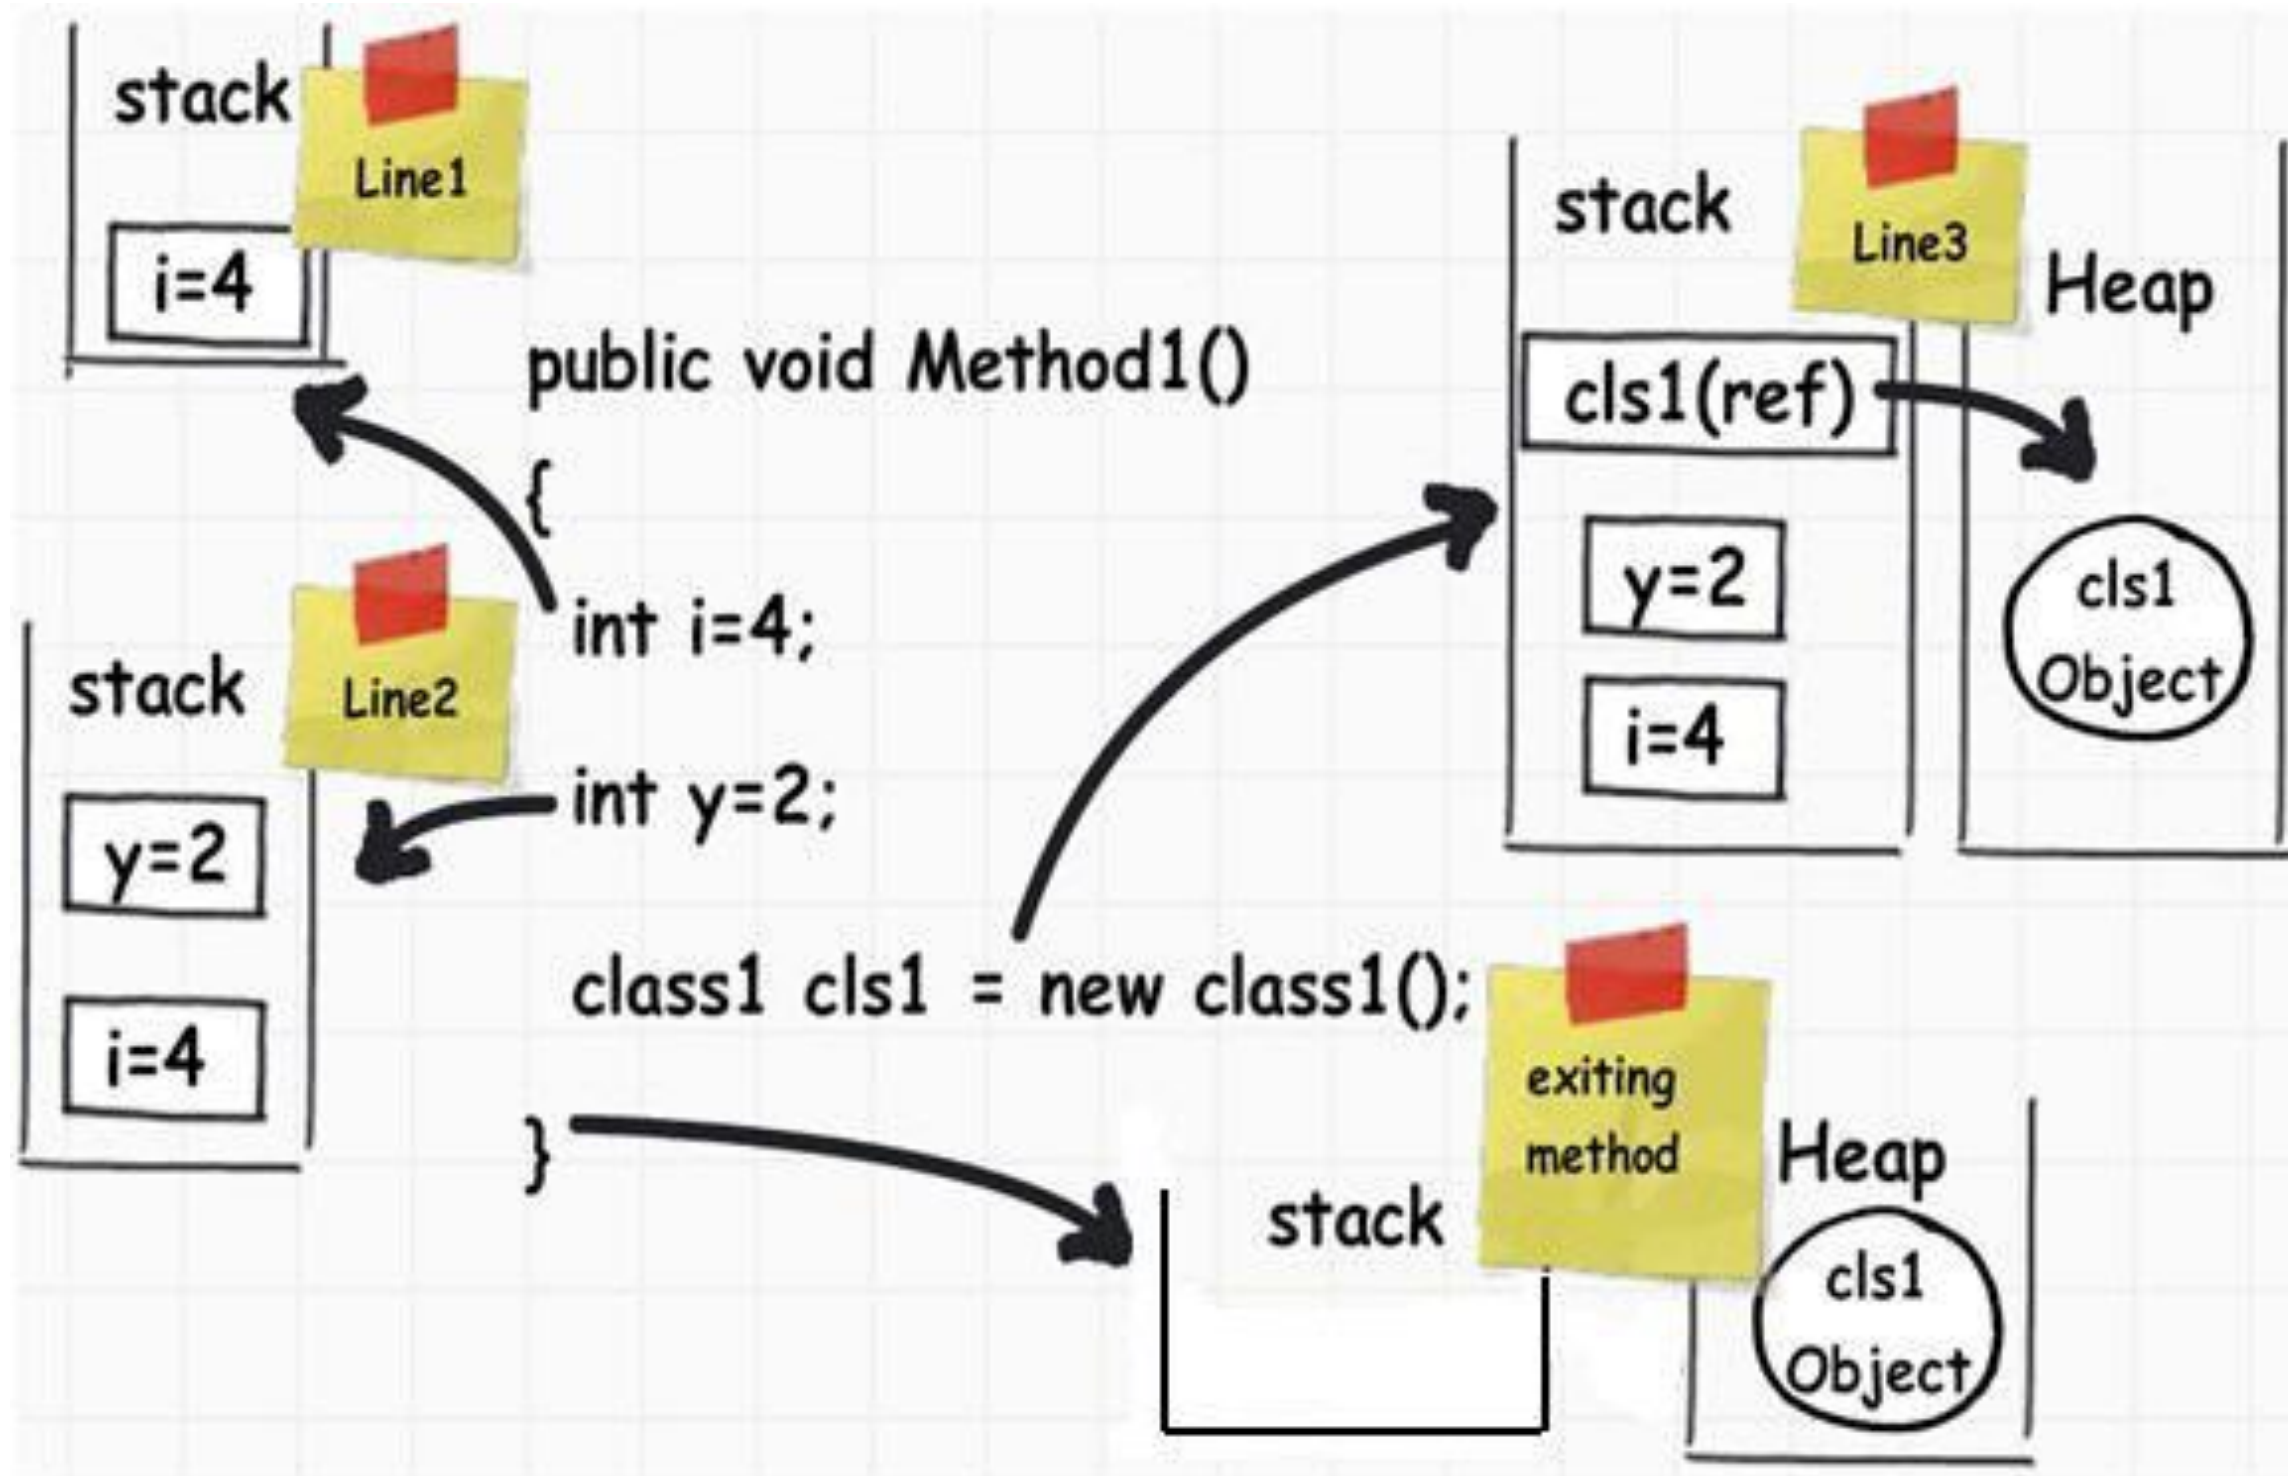 stack
Line1
i=4
stack
Line2
y=2
i=4
public void Method1()
{
int i=4;
int y=2;
class1 cls1 = new class1();
}
stack
Line3
Heap
cls1(ref)
y=2
i=4
cls1
Object
exiting
method
stack
Heap
cls1
Object